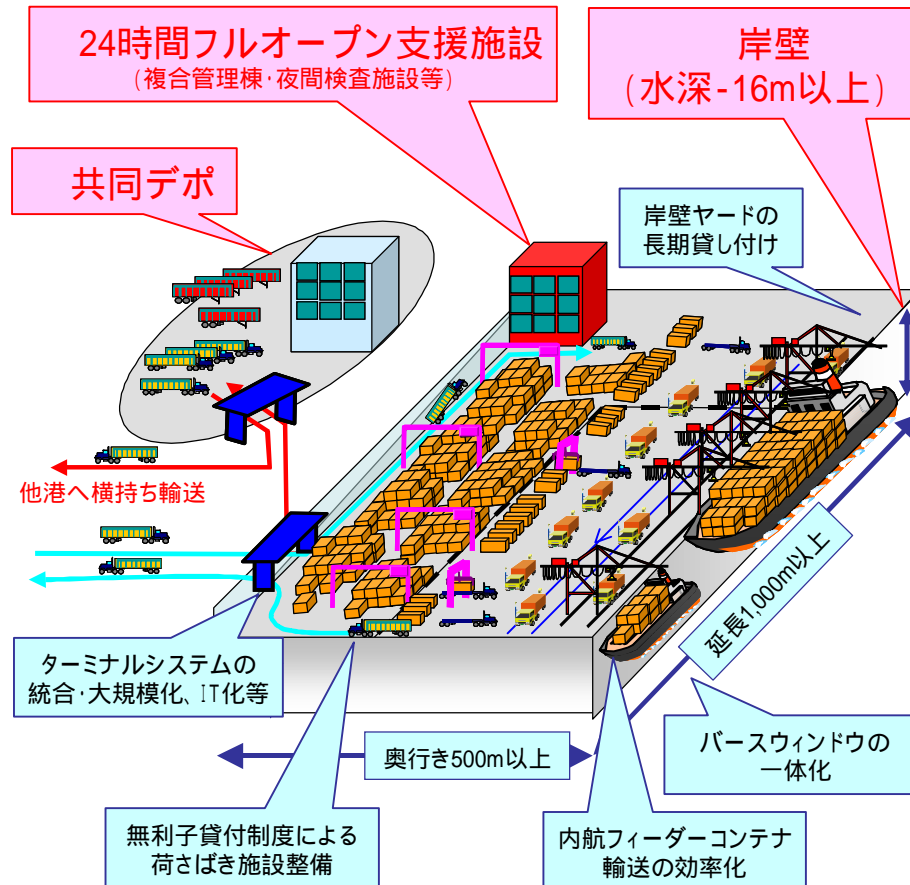 24時間フルオープン支援施設
(複合管理棟・夜間検査施設等)
岸壁
(水深-16m以上)
共同デポ
岸壁ヤードの
長期貸し付け
他港へ横持ち輸送
ターミナルシステムの
統合・大規模化、IT化等
延長1,000m以上
奥行き500m以上
バースウィンドウの
一体化
無利子貸付制度による
荷さばき施設整備
内航フィーダーコンテナ
輸送の効率化